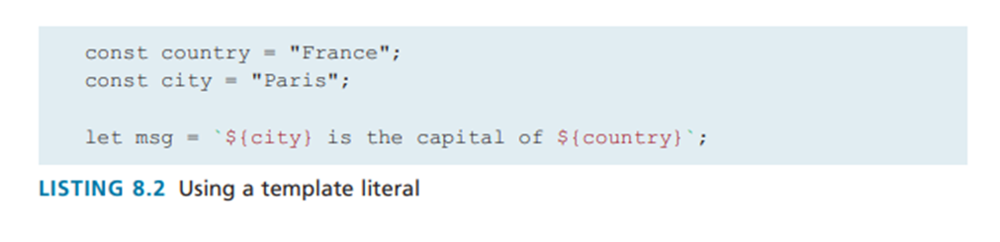 const country = "France";
const city = "Paris";
let msg = `${city} is the capital of ${country}`;
LISTING 8.2 Using a template literal